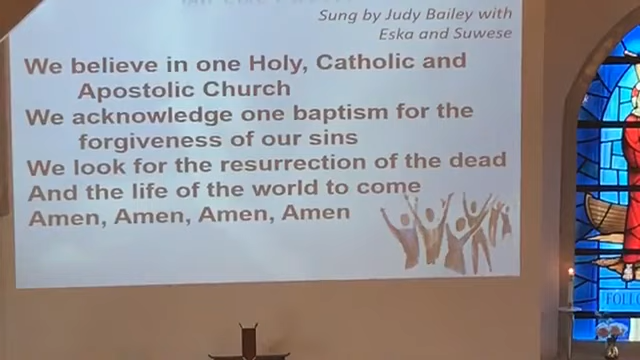 Sung by Judy Bailey with
Eska and Suwese
We believe in one Holy, Catholic and
Apostolic Church
We acknowledge one baptism for the
forgiveness of our sins
We look for the resurrection of the dead
And the life of the world to come
Amen, Amen, Amen, Amen